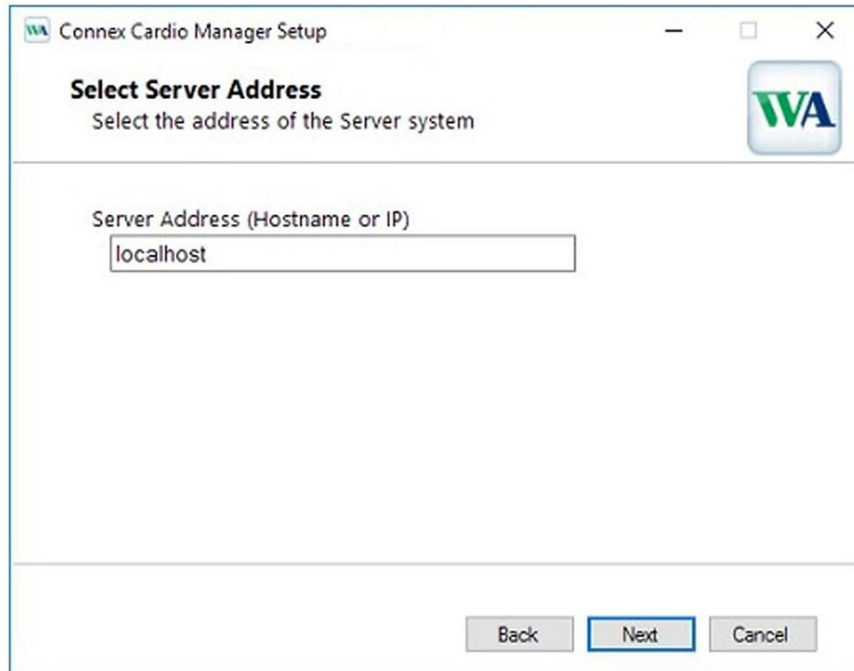 WA Connex Cardio Manager Setup
Select Server Address
Select the address of the Server system
WA
Server Address (Hostname or IP)
localhost
Back Next Cancel